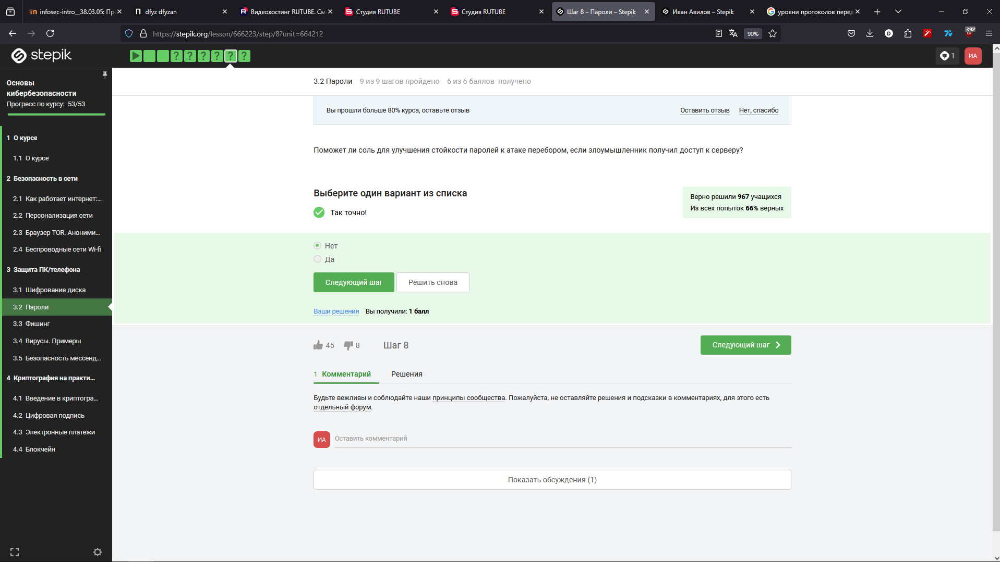 infosec-intro__38.03.05: Пр
dfyz dfyzan
Видеохостинг RUTUBE. См
Студия RUTUBE
Студия RUTUBE
Шаг 8 – Пароли – Stepik
Иван Авилов – Stepik
уровни протоколов перед
https://stepik.org/lesson/666223/step/8?unit=664212
90%
392
stepik
1
ИА
Основы
кибербезопасности
Прогресс по курсу: 53/53
1 О курсе
1.1 О курсе
2 Безопасность в сети
2.1 Как работает интернет:...
2.2 Персонализация сети
2.3 Браузер TOR. Аноними...
2.4 Беспроводные сети Wi-fi
3 Защита ПК/телефона
3.1 Шифрование диска
3.2 Пароли
3.3 Фишинг
3.4 Вирусы. Примеры
3.5 Безопасность мессенд...
4 Криптография на практи...
4.1 Введение в криптогра...
4.2 Цифровая подпись
4.3 Электронные платежи
4.4 Блокчейн
3.2 Пароли 9 из 9 шагов пройдено 6 из 6 баллов получено
Вы прошли больше 80% курса, оставьте отзыв
Оставить отзыв Нет, спасибо
Поможет ли соль для улучшения стойкости паролей к атаке перебором, если злоумышленник получил доступ к серверу?
Выберите один вариант из списка
Так точно!
Верно решили 967 учащихся
Из всех попыток 66% верных
Нет
Да
Следующий шаг
Решить снова
Ваши решения Вы получили: 1 балл
45 8 Шаг 8
Следующий шаг
1 Комментарий Решения
Будьте вежливы и соблюдайте наши принципы сообщества. Пожалуйста, не оставляйте решения и подсказки в комментариях, для этого есть
отдельный форум.
ИА Оставить комментарий
Показать обсуждения (1)